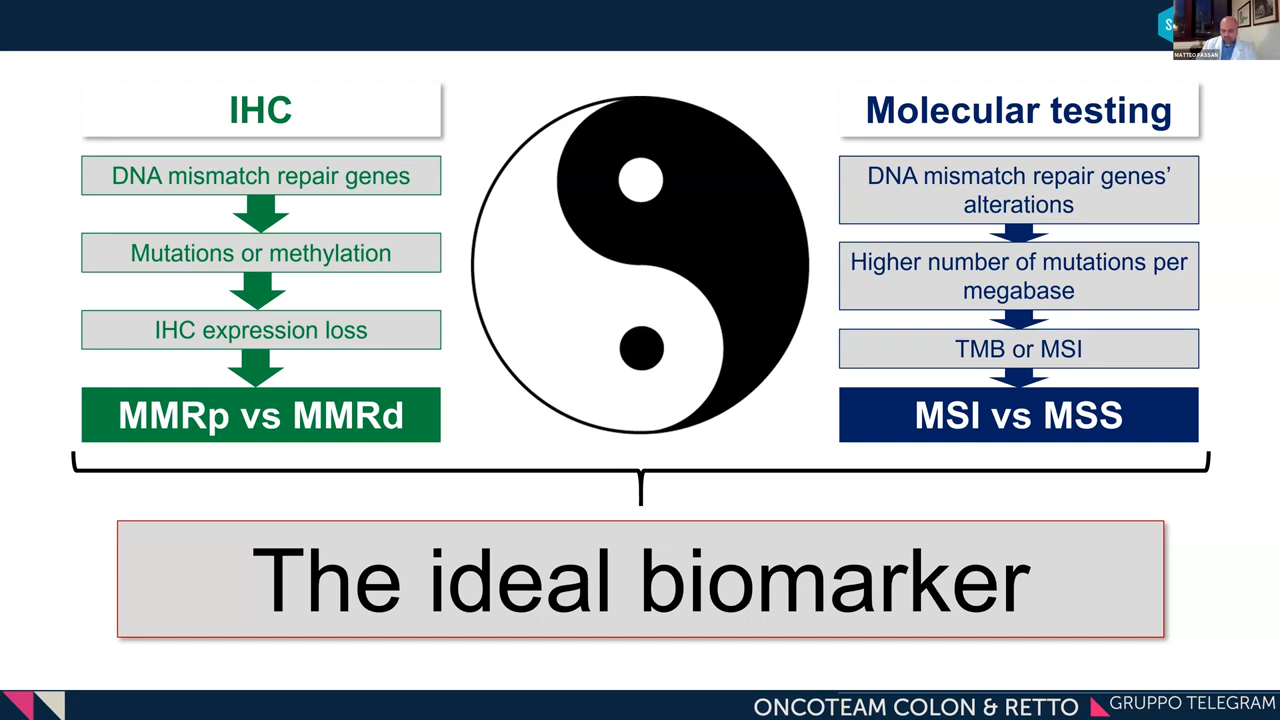 MATTEO FASSAN
IHC
DNA mismatch repair genes
Mutations or methylation
IHC expression loss
MMRp vs MMRd
Molecular testing
DNA mismatch repair genes’
alterations
Higher number of mutations per
megabase
TMB or MSI
MSI vs MSS
The ideal biomarker
ONCOTEAM COLON & RETTO
GRUPPO TELEGRAM